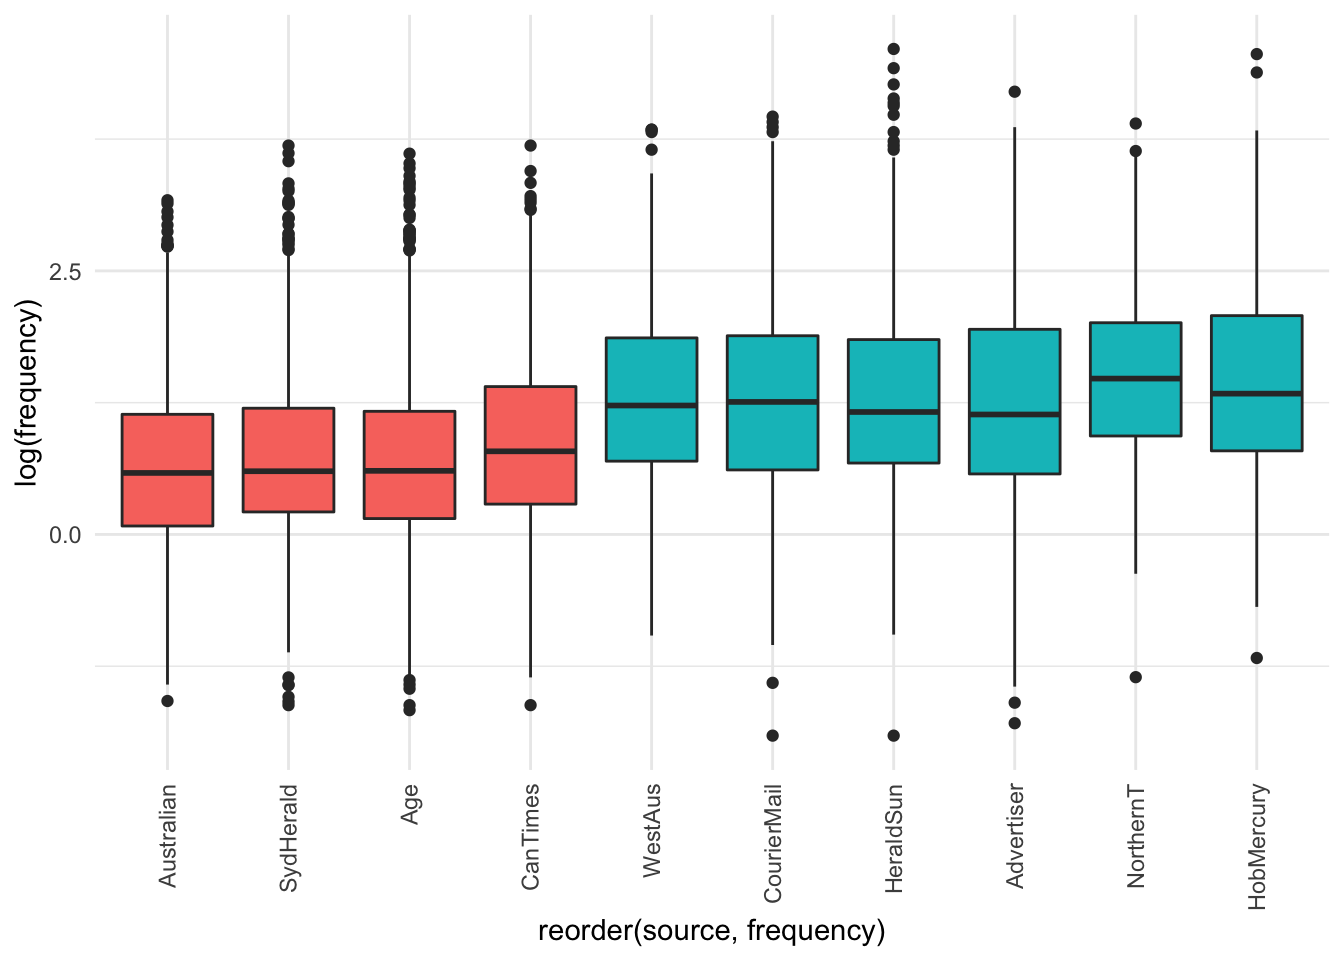 log(frequency)
2.5
0.0
Australian
SydHerald
Age
CanTimes
WestAus
CourierMail
HeraldSun
Advertiser
NorthernT
HobMercury
reorder(source, frequency)